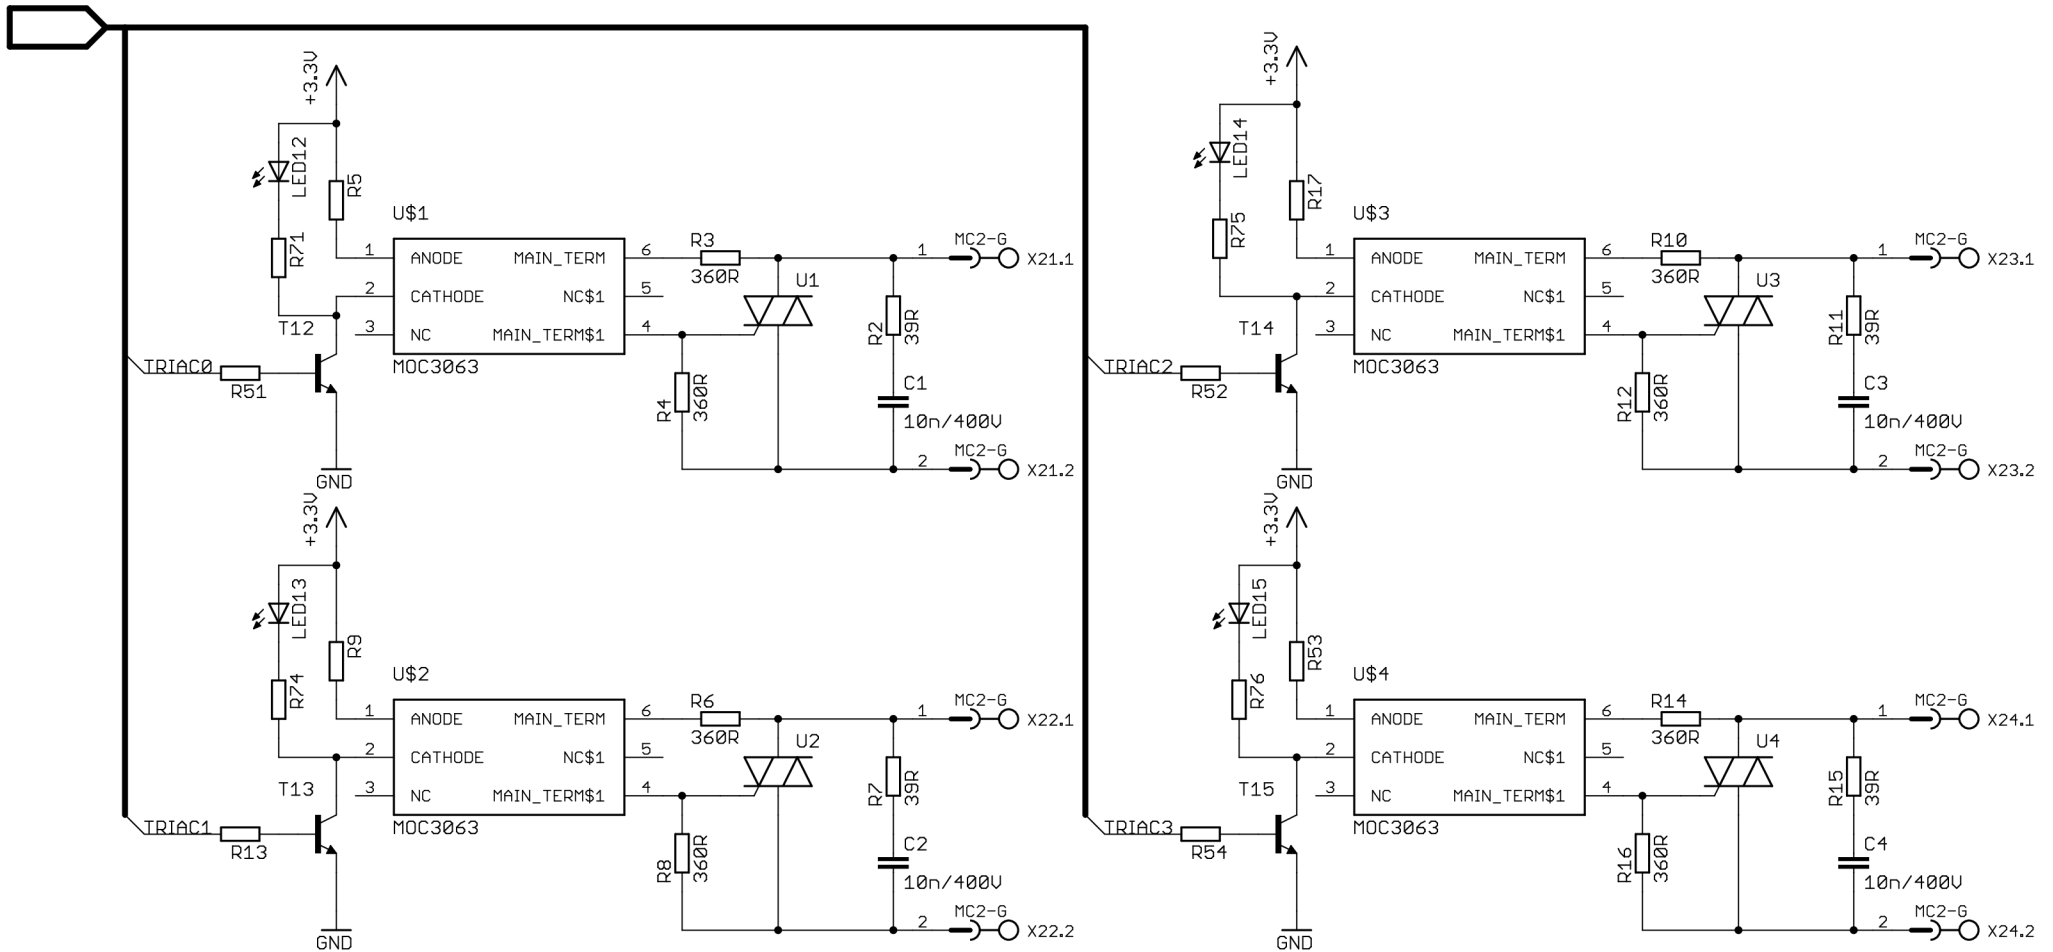 +3.3V
LED12
R5
R71
U$1
1
ANODE
MAIN_TERM
6
2
CATHODE
NC$1
5
3
NC
MAIN_TERM$1
4
MOC3063
T12
TRIAC0
R51
GND
R3
360R
U1
R4
360R
R2
39R
C1
10n/400V
1
MC2-G
X21.1
2
MC2-G
X21.2
+3.3V
LED13
R9
R74
U$2
1
ANODE
MAIN_TERM
6
2
CATHODE
NC$1
5
3
NC
MAIN_TERM$1
4
MOC3063
T13
TRIAC1
R13
GND
R6
360R
U2
R8
360R
R7
39R
C2
10n/400V
1
MC2-G
X22.1
2
MC2-G
X22.2
+3.3V
LED14
R17
R75
U$3
1
ANODE
MAIN_TERM
6
2
CATHODE
NC$1
5
3
NC
MAIN_TERM$1
4
MOC3063
T14
TRIAC2
R52
GND
R10
360R
U3
R12
360R
R11
39R
C3
10n/400V
1
MC2-G
X23.1
2
MC2-G
X23.2
+3.3V
LED15
R53
R76
U$4
1
ANODE
MAIN_TERM
6
2
CATHODE
NC$1
5
3
NC
MAIN_TERM$1
4
MOC3063
T15
TRIAC3
R54
GND
R14
360R
U4
R16
360R
R15
39R
C4
10n/400V
1
MC2-G
X24.1
2
MC2-G
X24.2